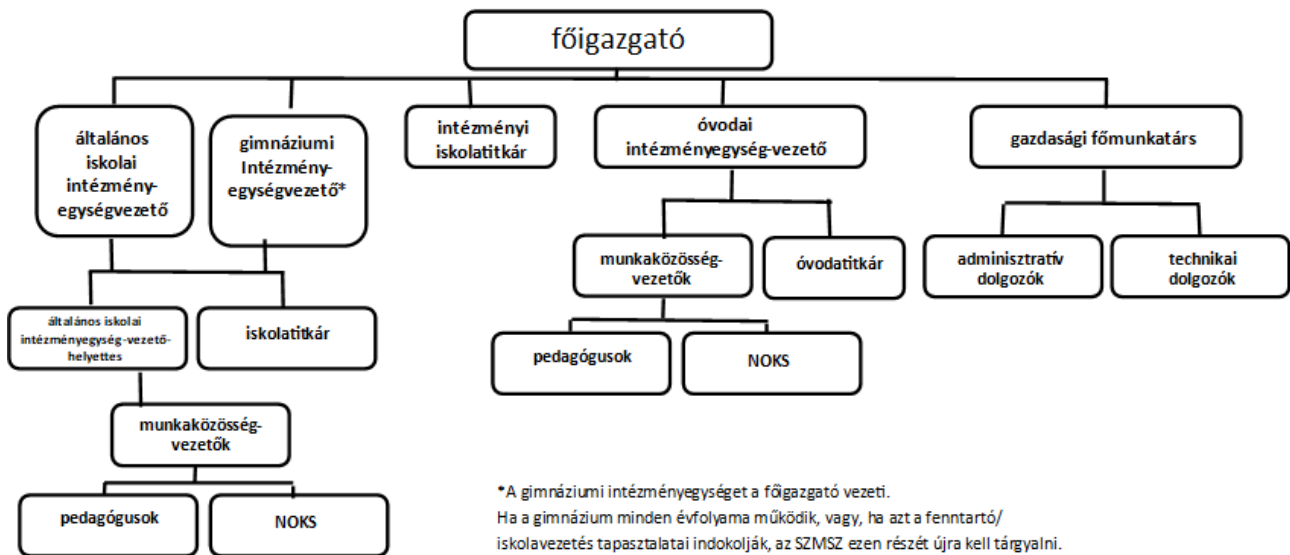 főigazgató
általános
iskolai
intézmény-
egységvezető
gimnáziumi
Intézmény-
egységvezető*
intézményi
iskolatitkár
óvodai
intézményegység-vezető
gazdasági főmunkatárs
általános iskolai
intézményegység-vezető-
helyettes
iskolatitkár
munkaközösség-
vezetők
óvodatitkár
adminisztratív
dolgozók
technikai
dolgozók
pedagógusok
NOKS
munkaközösség-
vezetők
pedagógusok
NOKS
*A gimnáziumi intézményegységet a főigazgató vezeti.
Ha a gimnázium minden évfolyama működik, vagy, ha azt a fenntartó/
iskolavezetés tapasztalatai indokolják, az SZMSZ ezen részét újra kell tárgyalni.